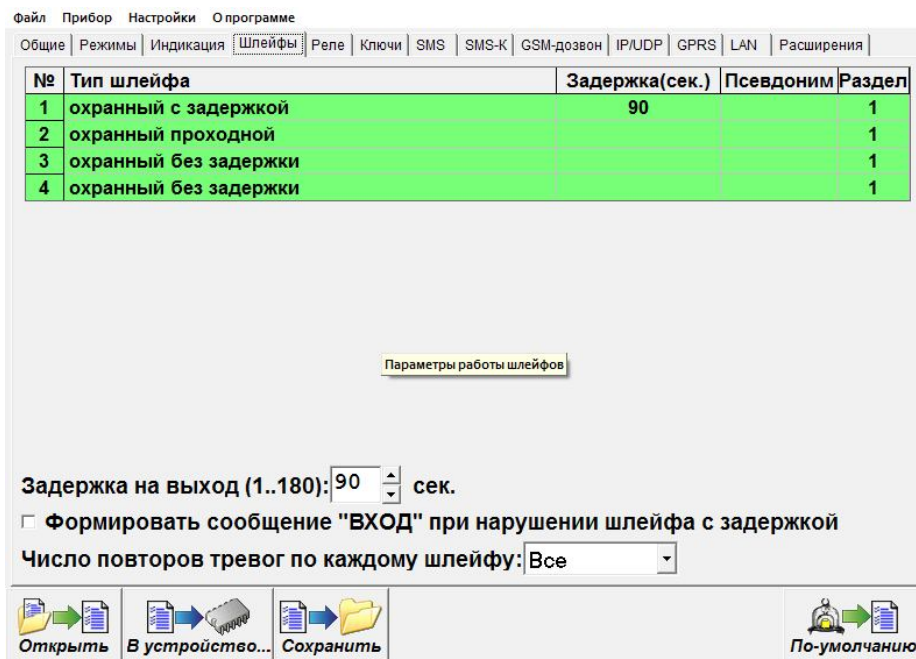 Файл Прибор Настройки О программе
Общие Режимы Индикация Шлейфы Реле Ключи SMS SMS-K GSM-дозвон IP/UDP GPRS LAN Расширения
№ Тип шлейфа Задержка(сек.) Псевдоним Раздел
1 охранный с задержкой 90 1
2 охранный проходной 1
3 охранный без задержки 1
4 охранный без задержки 1
Параметры работы шлейфов
Задержка на выход (1..180): 90 сек.
Формировать сообщение "ВХОД" при нарушении шлейфа с задержкой
Число повторов тревог по каждому шлейфу: Все
Открыть В устройство... Сохранить По-умолчанию